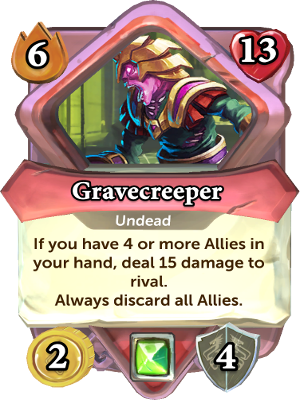 6
13
Gravecreeper
Undead
If you have 4 or more Allies in
your hand, deal 15 damage to
rival.
Always discard all Allies.
2
4